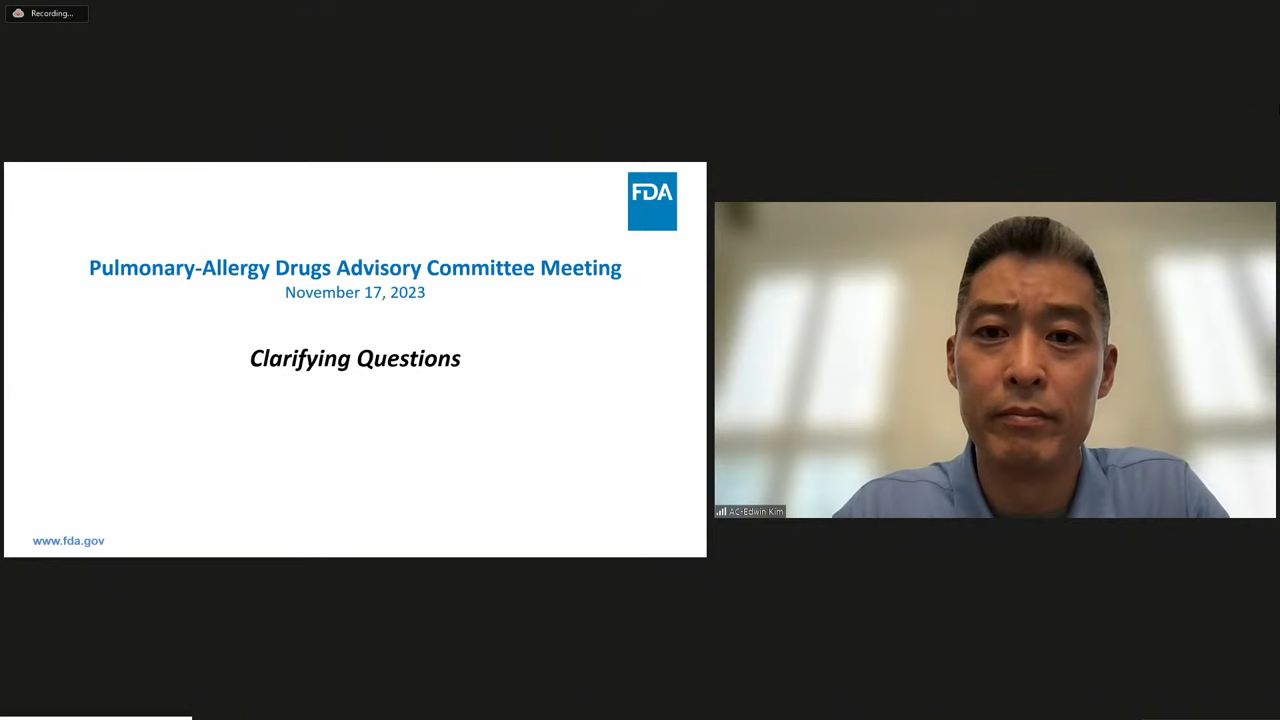 Recording...
FDA
Pulmonary-Allergy Drugs Advisory Committee Meeting
November 17, 2023
Clarifying Questions
www.fda.gov
AC-Edwin Kim